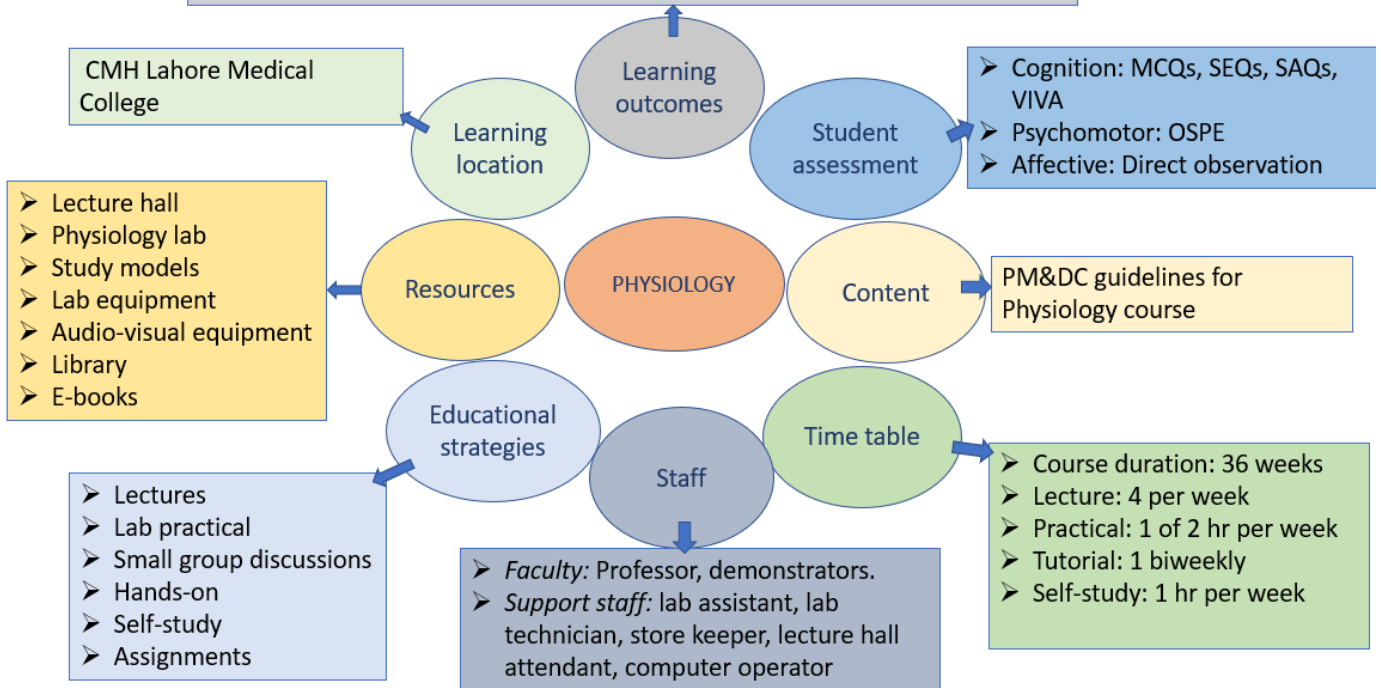 Learning
outcomes
CMH Lahore Medical
College
Learning
location
Student
assessment
➢ Cognition: MCQs, SEQs, SAQs,
VIVA
➢ Psychomotor: OSPE
➢ Affective: Direct observation
➢ Lecture hall
➢ Physiology lab
➢ Study models
➢ Lab equipment
➢ Audio-visual equipment
➢ Library
➢ E-books
Resources
PHYSIOLOGY
Content
PM&DC guidelines for
Physiology course
Educational
strategies
Staff
Time table
➢ Lectures
➢ Lab practical
➢ Small group discussions
➢ Hands-on
➢ Self-study
➢ Assignments
➢ Faculty: Professor, demonstrators.
➢ Support staff: lab assistant, lab
technician, store keeper, lecture hall
attendant, computer operator
➢ Course duration: 36 weeks
➢ Lecture: 4 per week
➢ Practical: 1 of 2 hr per week
➢ Tutorial: 1 biweekly
➢ Self-study: 1 hr per week